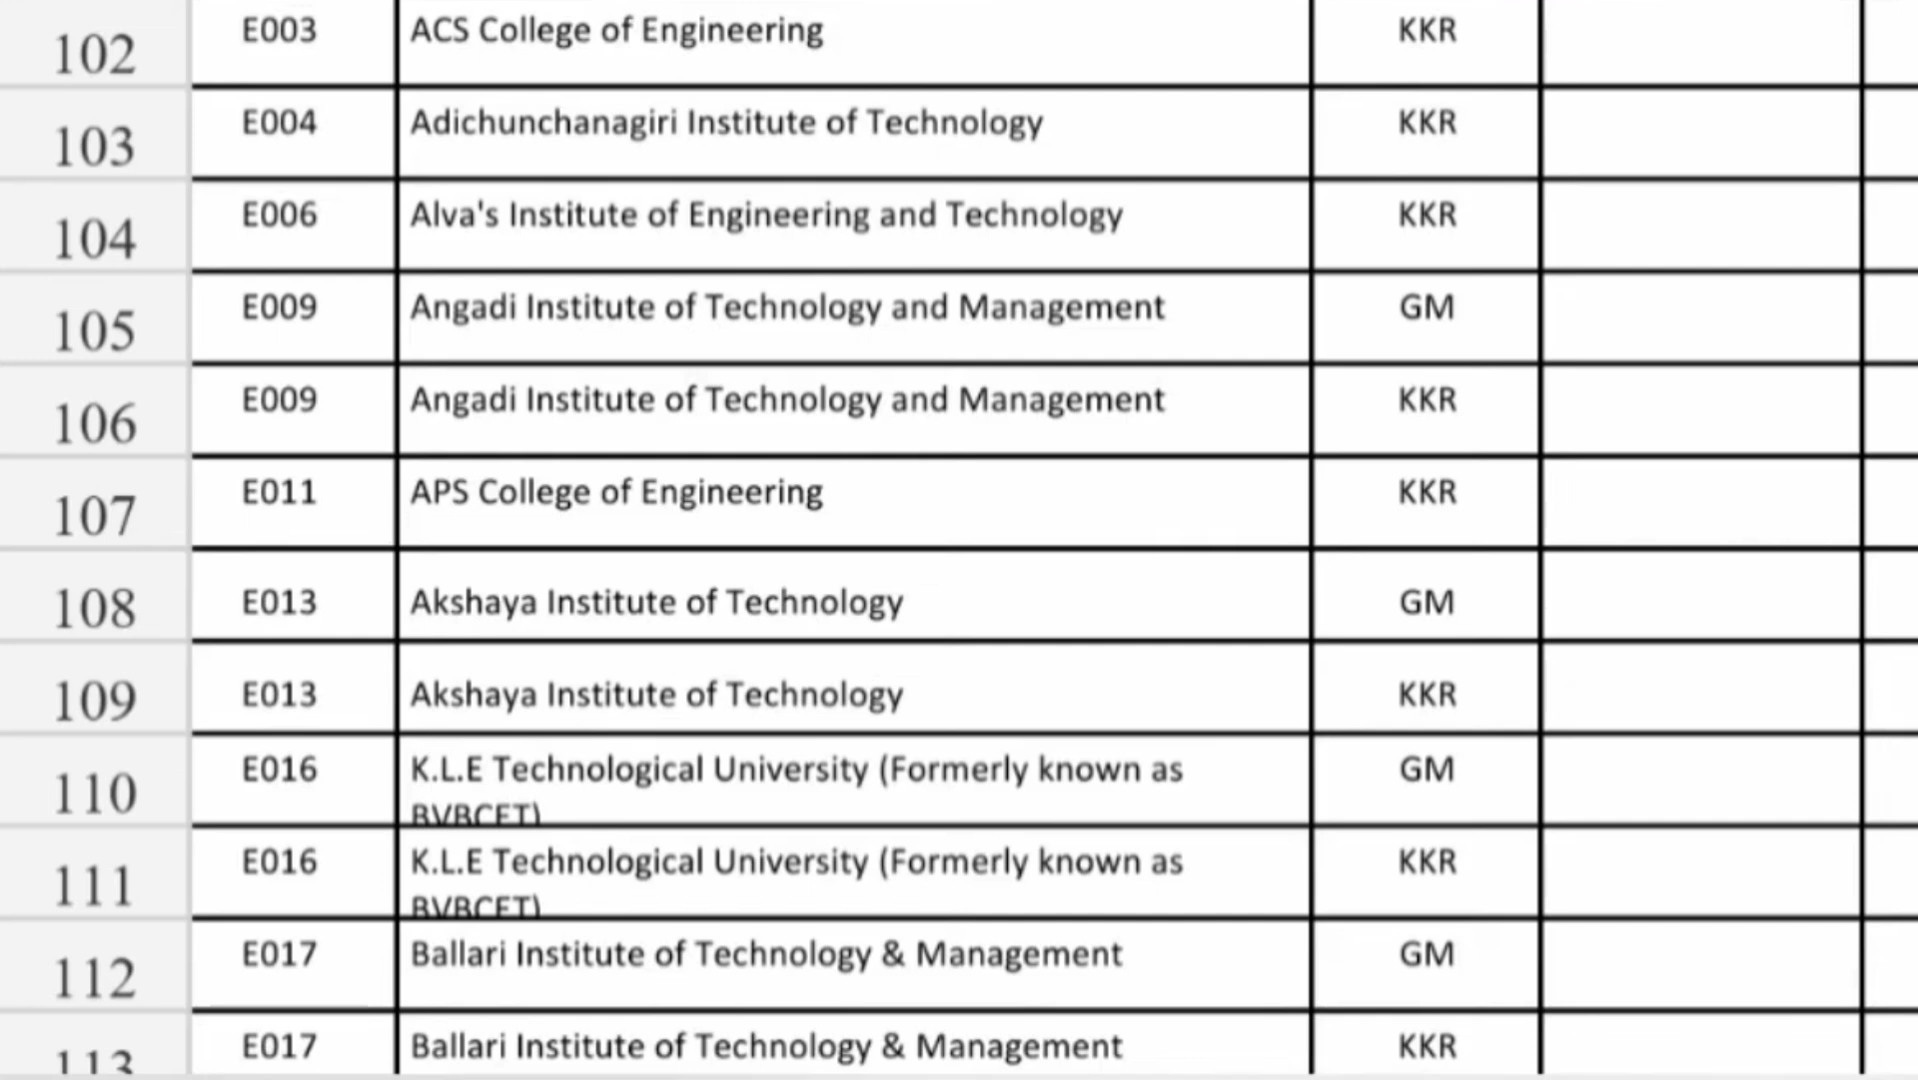 102 E003 ACS College of Engineering KKR
103 E004 Adichunchanagiri Institute of Technology KKR
104 E006 Alva's Institute of Engineering and Technology KKR
105 E009 Angadi Institute of Technology and Management GM
106 E009 Angadi Institute of Technology and Management KKR
107 E011 APS College of Engineering KKR
108 E013 Akshaya Institute of Technology GM
109 E013 Akshaya Institute of Technology KKR
110 E016 K.L.E Technological University (Formerly known as GM
BVBCET)
111 E016 K.L.E Technological University (Formerly known as KKR
BVBCET)
112 E017 Ballari Institute of Technology & Management GM
113 E017 Ballari Institute of Technology & Management KKR